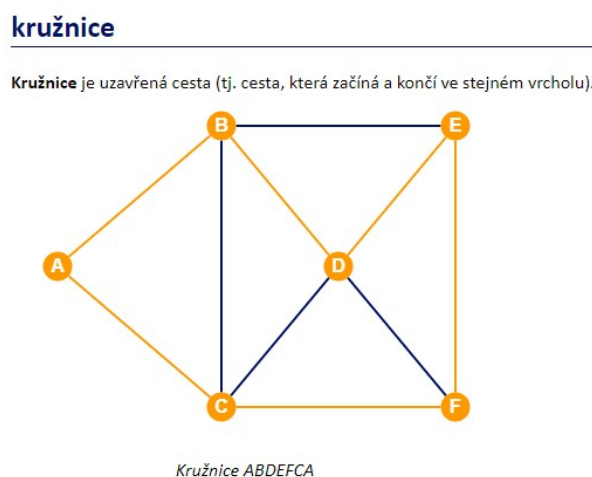 kružnice
Kružnice je uzavřená cesta (tj. cesta, která začíná a končí ve stejném vrcholu).
B E
A D
C F
Kružnice ABDEFCA